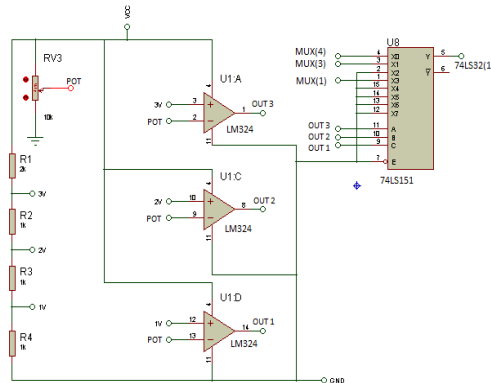 VCC
RV3
POT
10k
R1
2k
3V
R2
1k
2V
R3
1k
1V
R4
1k
U1:A
3V
POT
3
2
4
11
1
OUT 3
LM324
U1:C
2V
POT
10
9
4
11
8
OUT 2
LM324
U1:D
1V
POT
12
13
4
11
14
OUT 1
LM324
GND
U8
MUX(4)
MUX(3)
MUX(1)
4 X0 Y 5
3 X1
2 X2 Y 6
1 X3
15 X4
14 X5
13 X6
12 X7
OUT 3 11 A
OUT 2 10 B
OUT 1 9 C
7 E
74LS151
74LS32(1